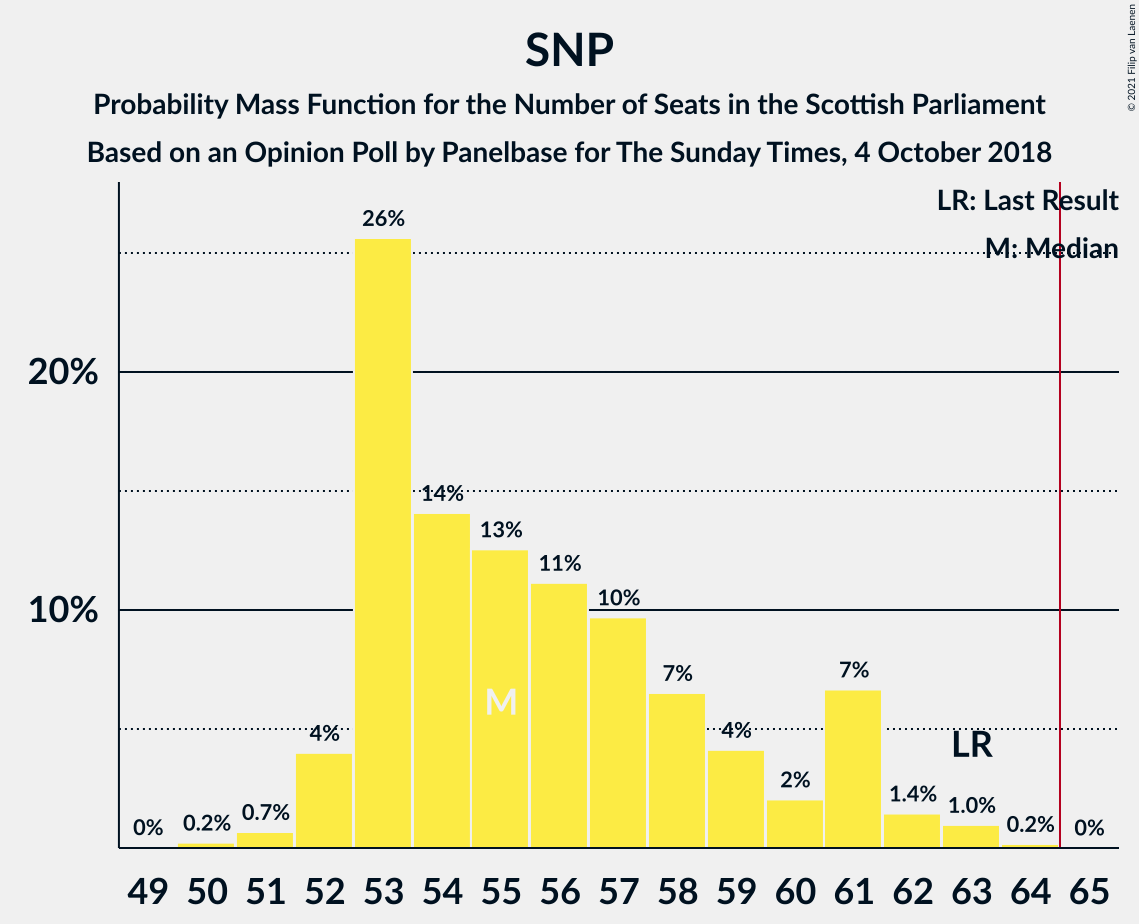 SNP
Probability Mass Function for the Number of Seats in the Scottish Parliament
Based on an Opinion Poll by Panelbase for The Sunday Times, 4 October 2018
© 2021 Filip van Laenen
LR: Last Result
M: Median
20%
10%
0%
0.2%
0.7%
4%
26%
14%
13%
11%
10%
7%
4%
2%
7%
1.4%
1.0%
0.2%
0%
M
LR
49 50 51 52 53 54 55 56 57 58 59 60 61 62 63 64 65